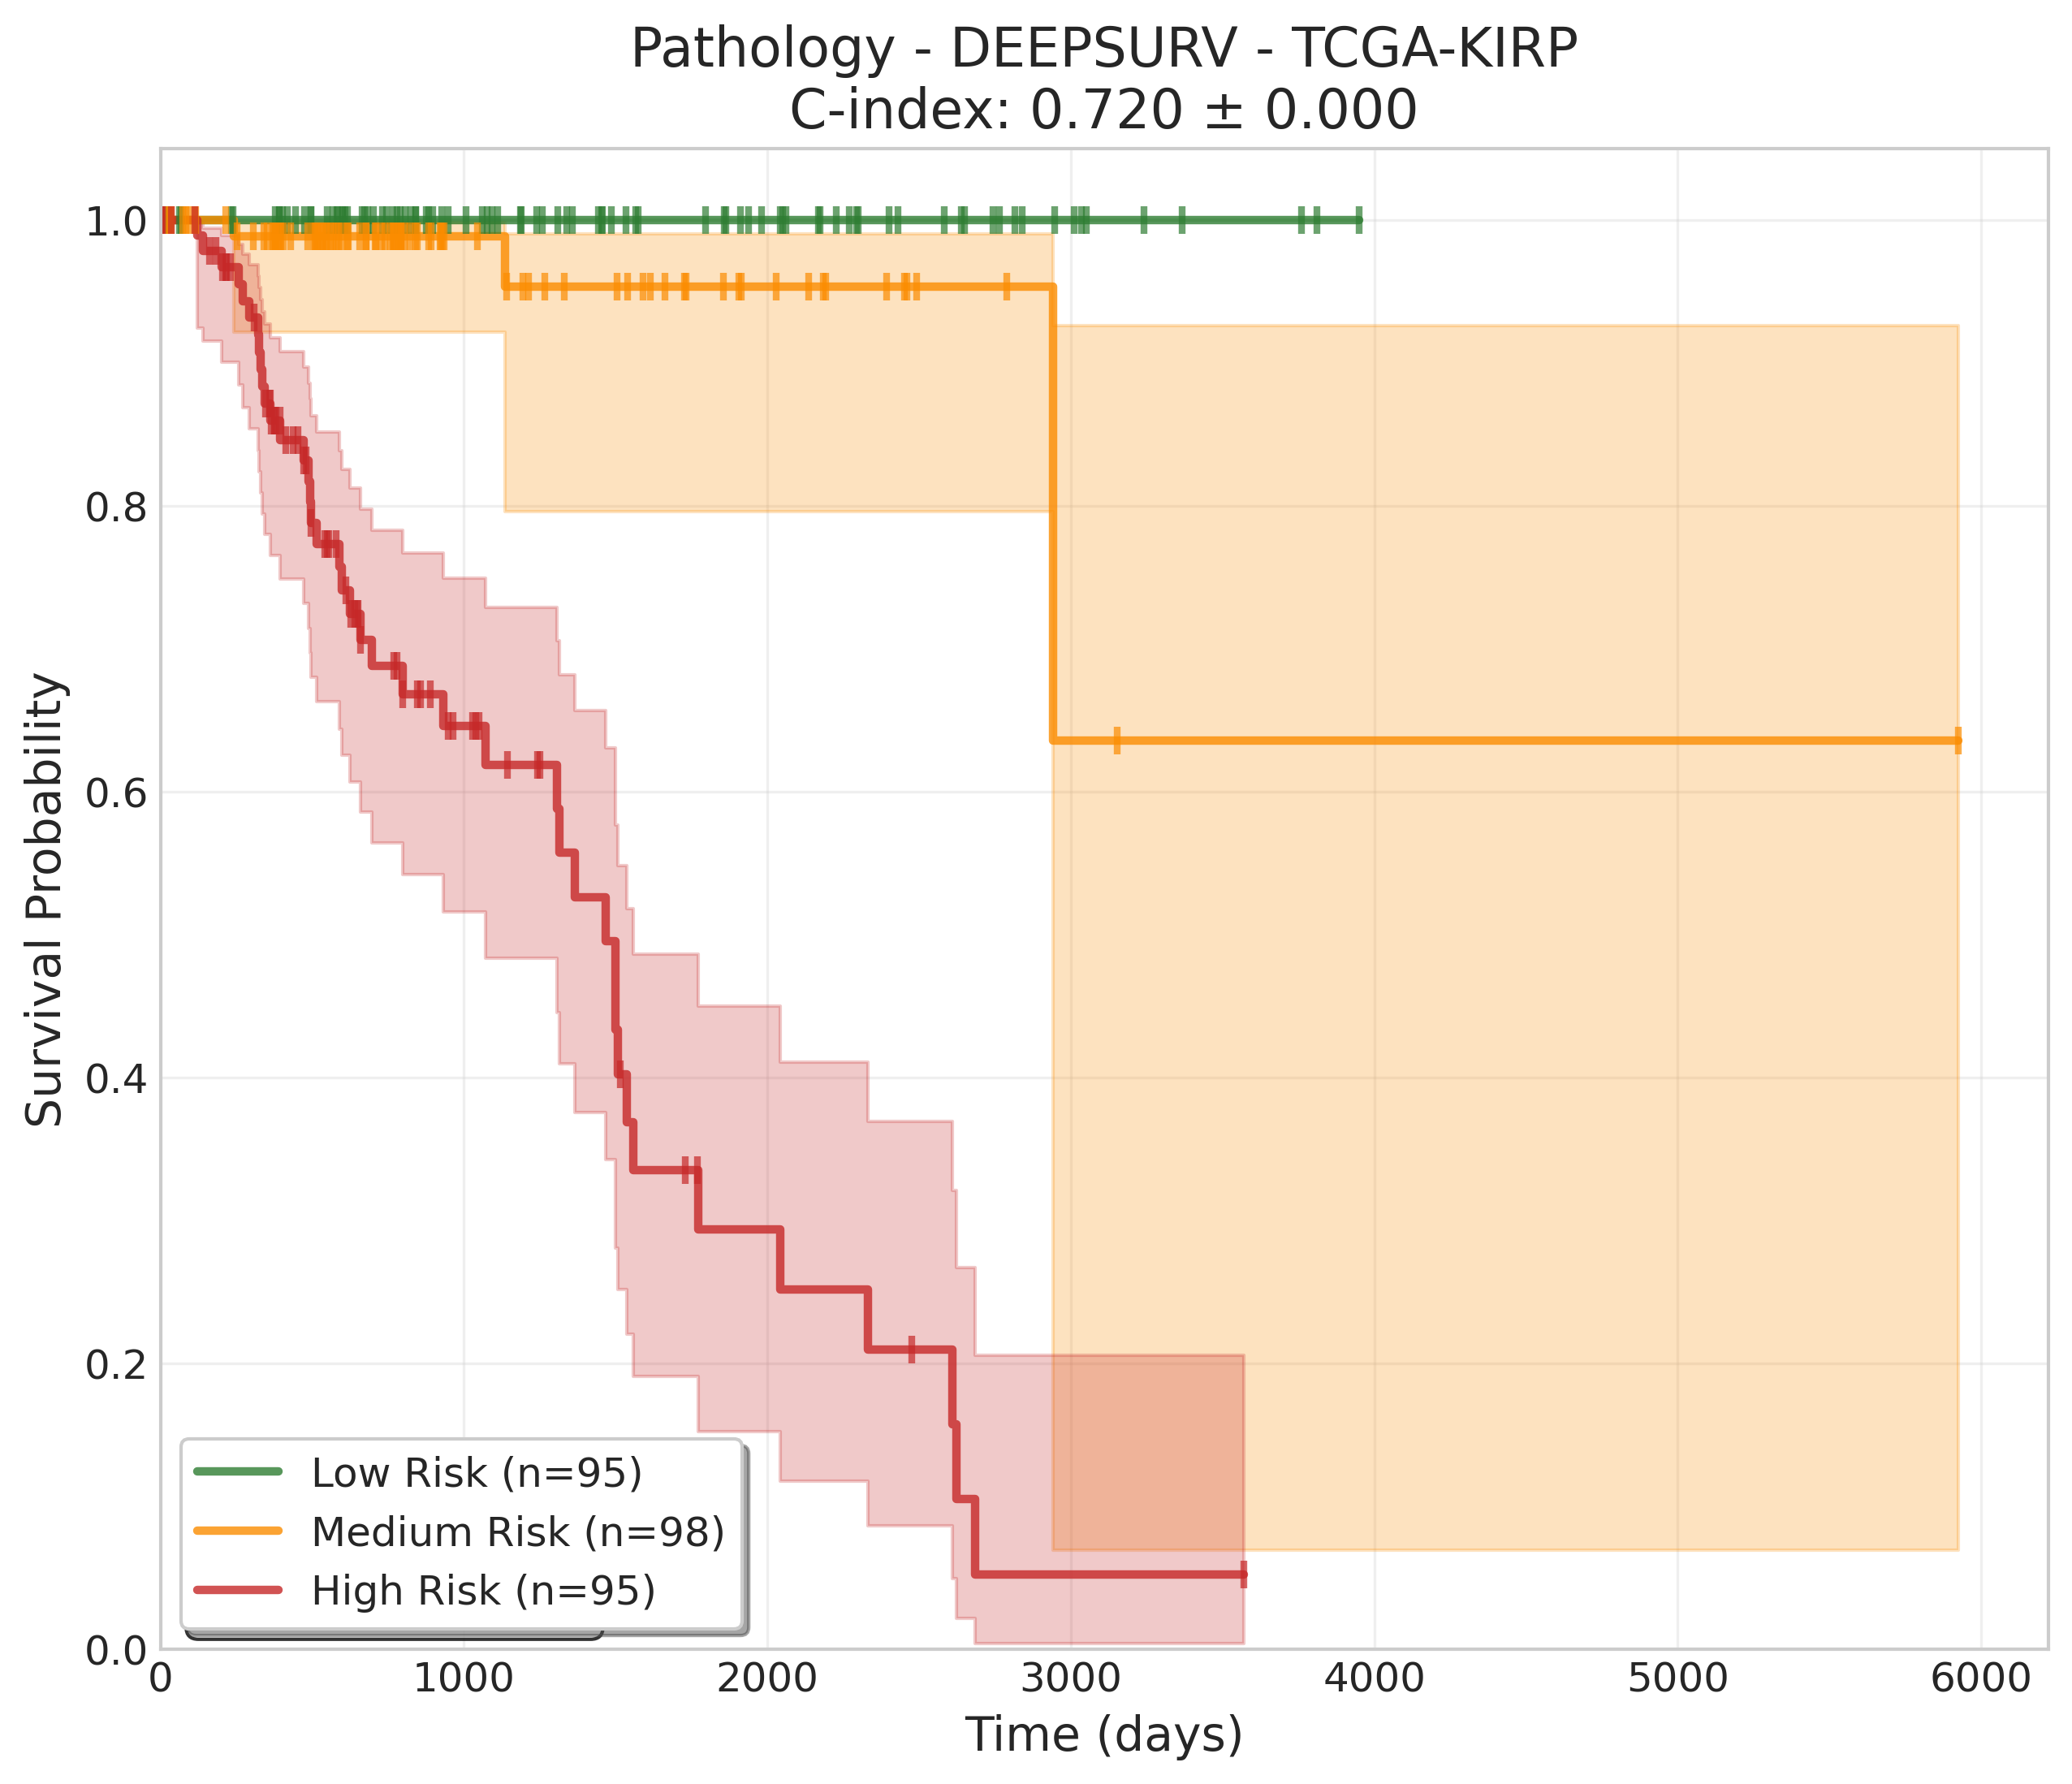 Pathology - DEEPSURV - TCGA-KIRP
C-index: 0.720 ± 0.000
Survival Probability
1.0
0.8
0.6
0.4
0.2
0.0
Low Risk (n=95)
Medium Risk (n=98)
High Risk (n=95)
0 1000 2000 3000 4000 5000 6000
Time (days)